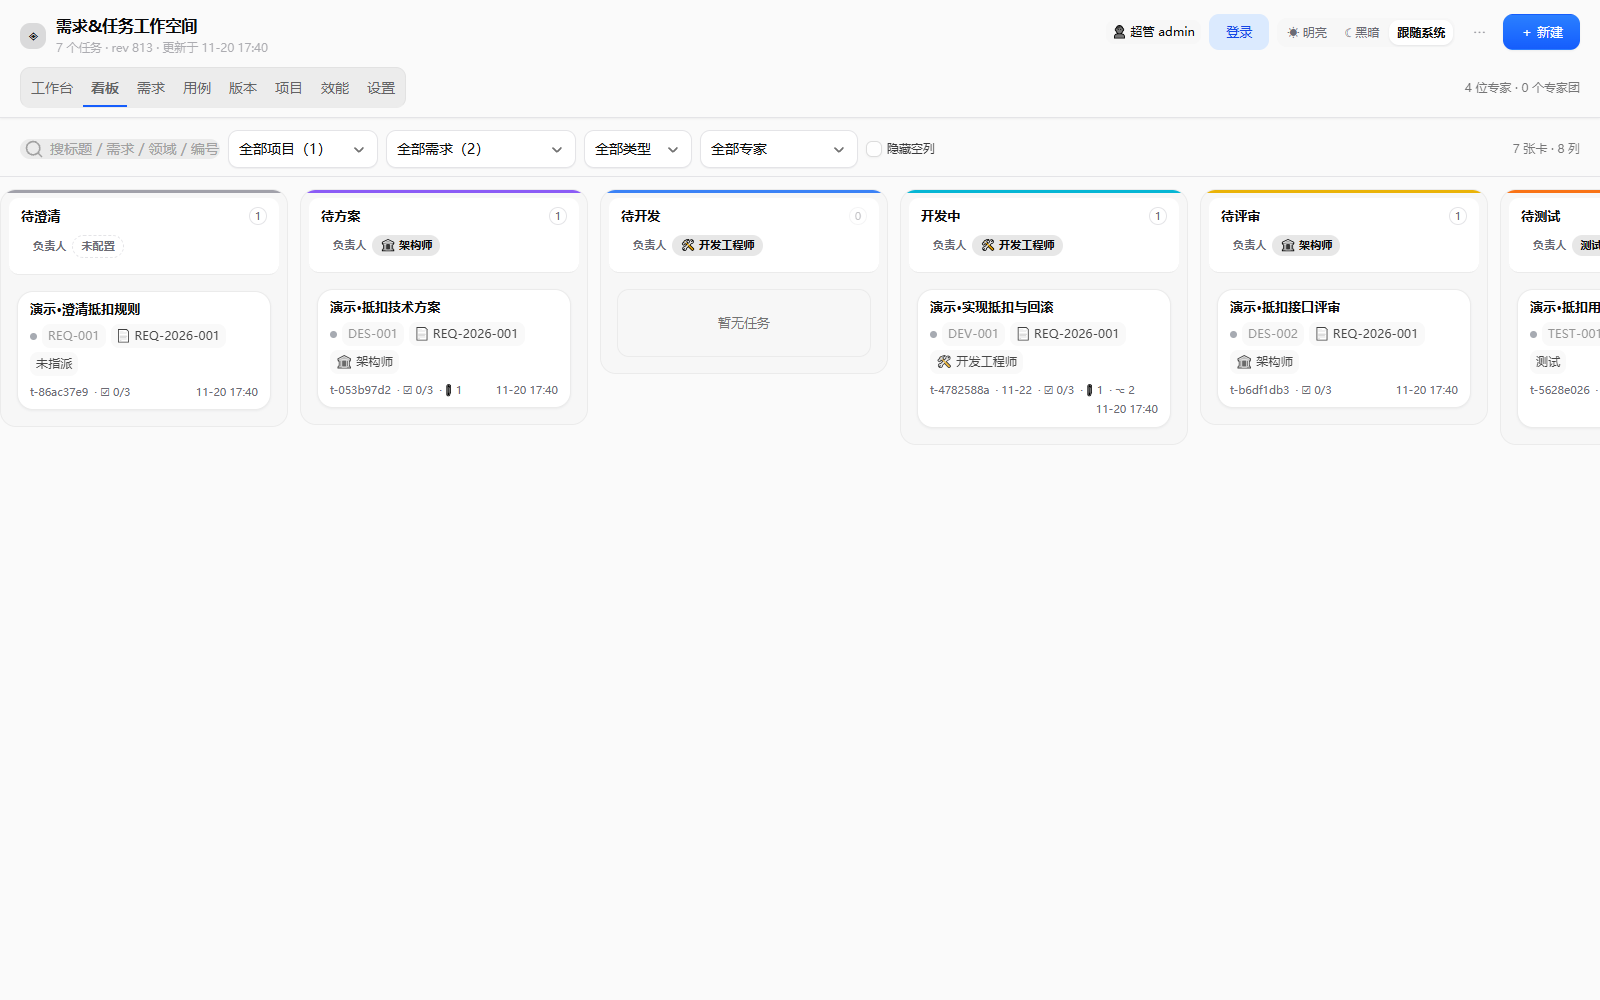 需求&任务工作空间
7 个任务 · rev 813 · 更新于 11-20 17:40
超管 admin
登录
明亮
黑暗
跟随系统
···
+ 新建
工作台
看板
需求
用例
版本
项目
效能
设置
4 位专家 · 0 个专家团
搜标题 / 需求 / 领域 / 编号
全部项目（1）
全部需求（2）
全部类型
全部专家
隐藏空列
7 张卡 · 8 列
待澄清
1
负责人
未配置
演示·澄清抵扣规则
REQ-001
REQ-2026-001
未指派
t-86ac37e9 · ☑ 0/3
11-20 17:40
待方案
1
负责人
架构师
演示·抵扣技术方案
DES-001
REQ-2026-001
架构师
t-053b97d2 · ☑ 0/3 · 1
11-20 17:40
待开发
0
负责人
开发工程师
暂无任务
开发中
1
负责人
开发工程师
演示·实现抵扣与回滚
DEV-001
REQ-2026-001
开发工程师
t-4782588a · 11-22 · ☑ 0/3 · 1 · ⌥ 2
11-20 17:40
待评审
1
负责人
架构师
演示·抵扣接口评审
DES-002
REQ-2026-001
架构师
t-b6df1db3 · ☑ 0/3
11-20 17:40
待测试
负责人
测试
演示·抵扣用
TEST-001
测试
t-5628e026 ·